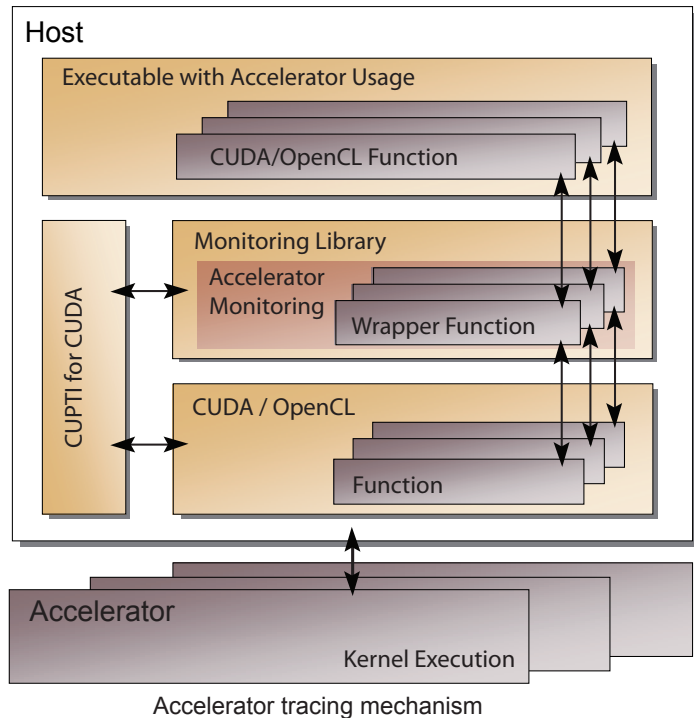 Host
Executable with Accelerator Usage
CUDA/OpenCL Function
CUPTI for CUDA
Monitoring Library
Accelerator
Monitoring
Wrapper Function
CUDA / OpenCL
Function
Accelerator
Kernel Execution
Accelerator tracing mechanism